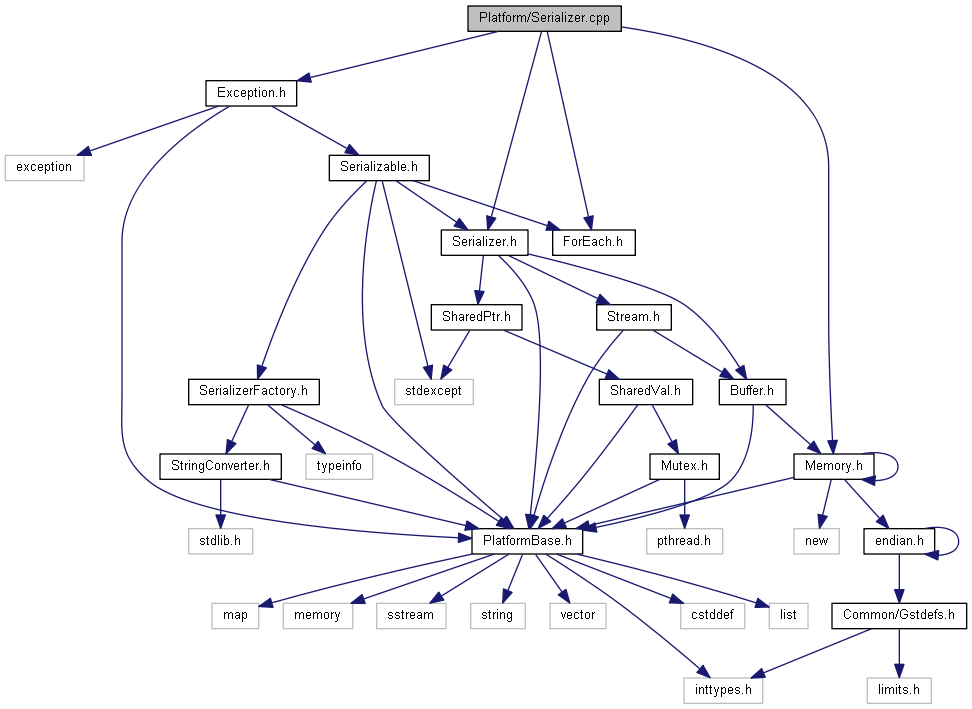 Platform/Serializer.cpp
Exception.h
exception
Serializable.h
Serializer.h
ForEach.h
SharedPtr.h
Stream.h
SerializerFactory.h
stdexcept
SharedVal.h
Buffer.h
StringConverter.h
typeinfo
Mutex.h
Memory.h
stdlib.h
PlatformBase.h
pthread.h
new
endian.h
map
memory
sstream
string
vector
cstddef
list
Common/Gstdefs.h
inttypes.h
limits.h